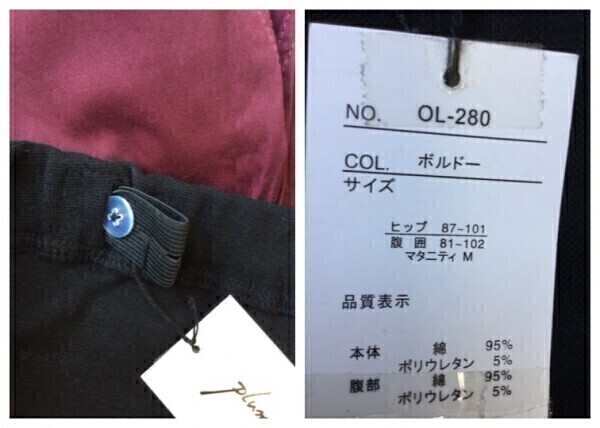 plum
NO. OL-280
COL. ボルドー
サイズ
ヒップ 87~101
腹囲 81~102
マタニティ M
品質表示
本体 綿 95%
ポリウレタン 5%
腹部 綿 95%
ポリウレタン 5%